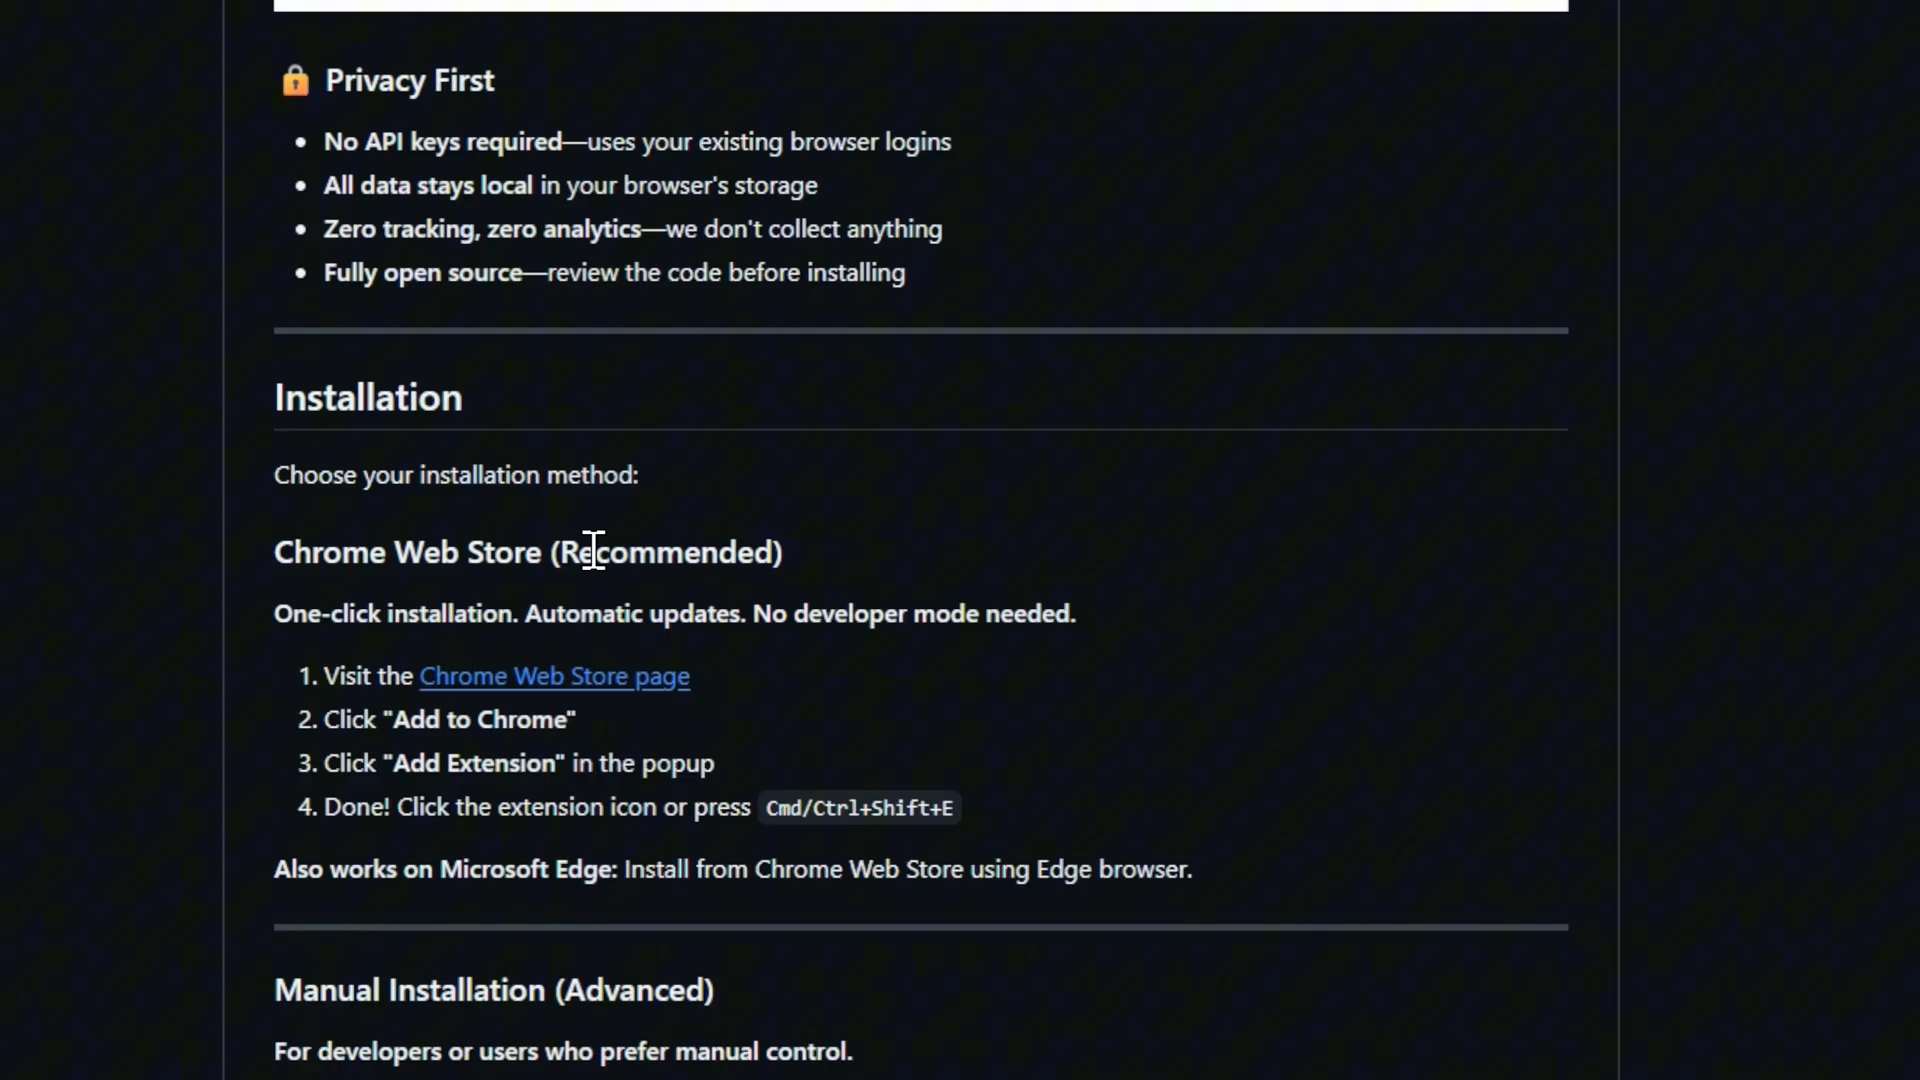 🔒 Privacy First
• No API keys required—uses your existing browser logins
• All data stays local in your browser's storage
• Zero tracking, zero analytics—we don't collect anything
• Fully open source—review the code before installing
Installation
Choose your installation method:
Chrome Web Store (Recommended)
One-click installation. Automatic updates. No developer mode needed.
1. Visit the Chrome Web Store page
2. Click "Add to Chrome"
3. Click "Add Extension" in the popup
4. Done! Click the extension icon or press Cmd/Ctrl+Shift+E
Also works on Microsoft Edge: Install from Chrome Web Store using Edge browser.
Manual Installation (Advanced)
For developers or users who prefer manual control.